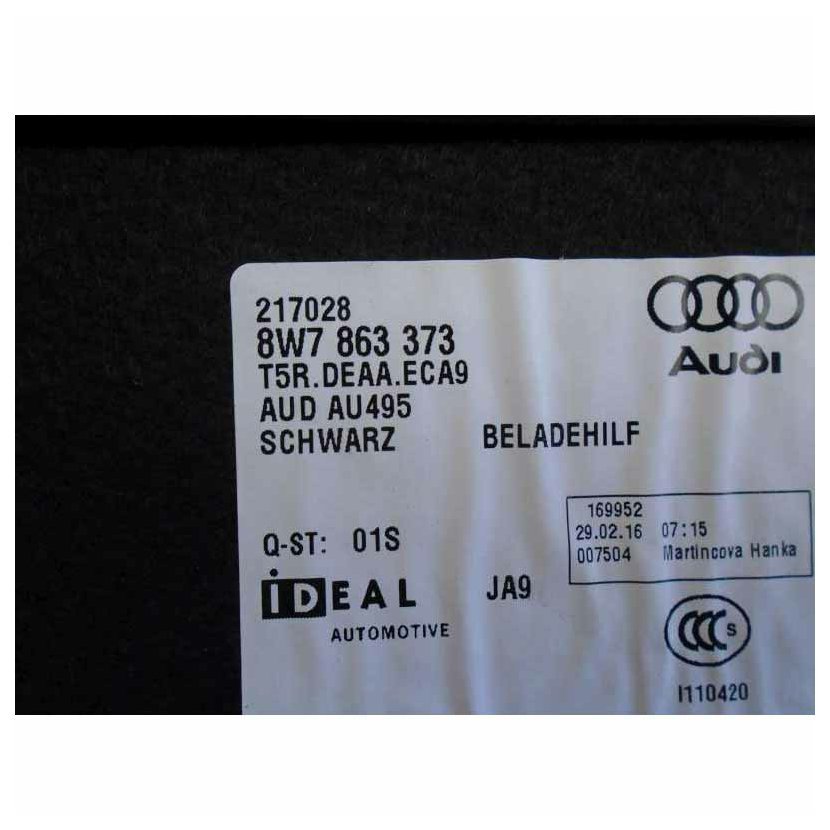 217028
8W7 863 373
T5R.DEAA.ECA9
AUD AU495
SCHWARZ BELADEHILF
Audi
169952
29.02.16 07:15
007504 Martincova Hanka
Q-ST: 01S
iDEAL JA9
AUTOMOTIVE
CCC S
I110420